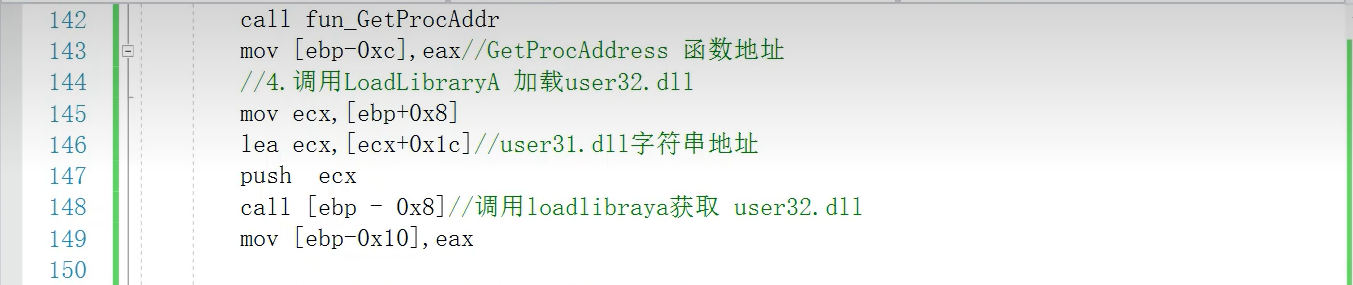 142 call fun_GetProcAddr
143 mov [ebp-0xc],eax//GetProcAddress 函数地址
144 //4.调用LoadLibraryA 加载user32.dll
145 mov ecx,[ebp+0x8]
146 lea ecx,[ecx+0x1c]//user31.dll字符串地址
147 push  ecx
148 call [ebp - 0x8]//调用loadlibraya获取 user32.dll
149 mov [ebp-0x10],eax
150